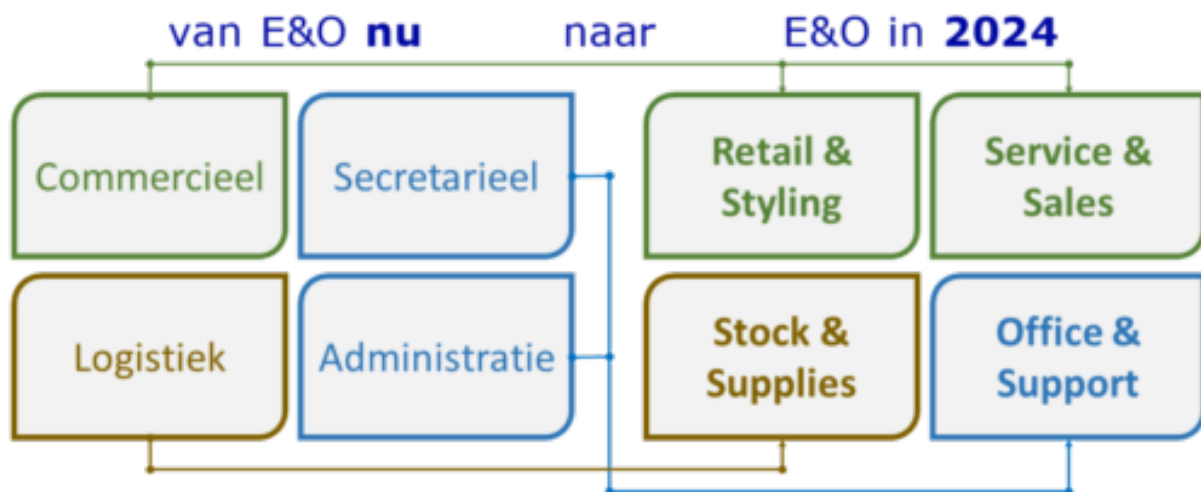 van E&O nu naar E&O in 2024
Commercieel
Secretarieel
Retail &
Styling
Service &
Sales
Logistiek
Administratie
Stock &
Supplies
Office &
Support